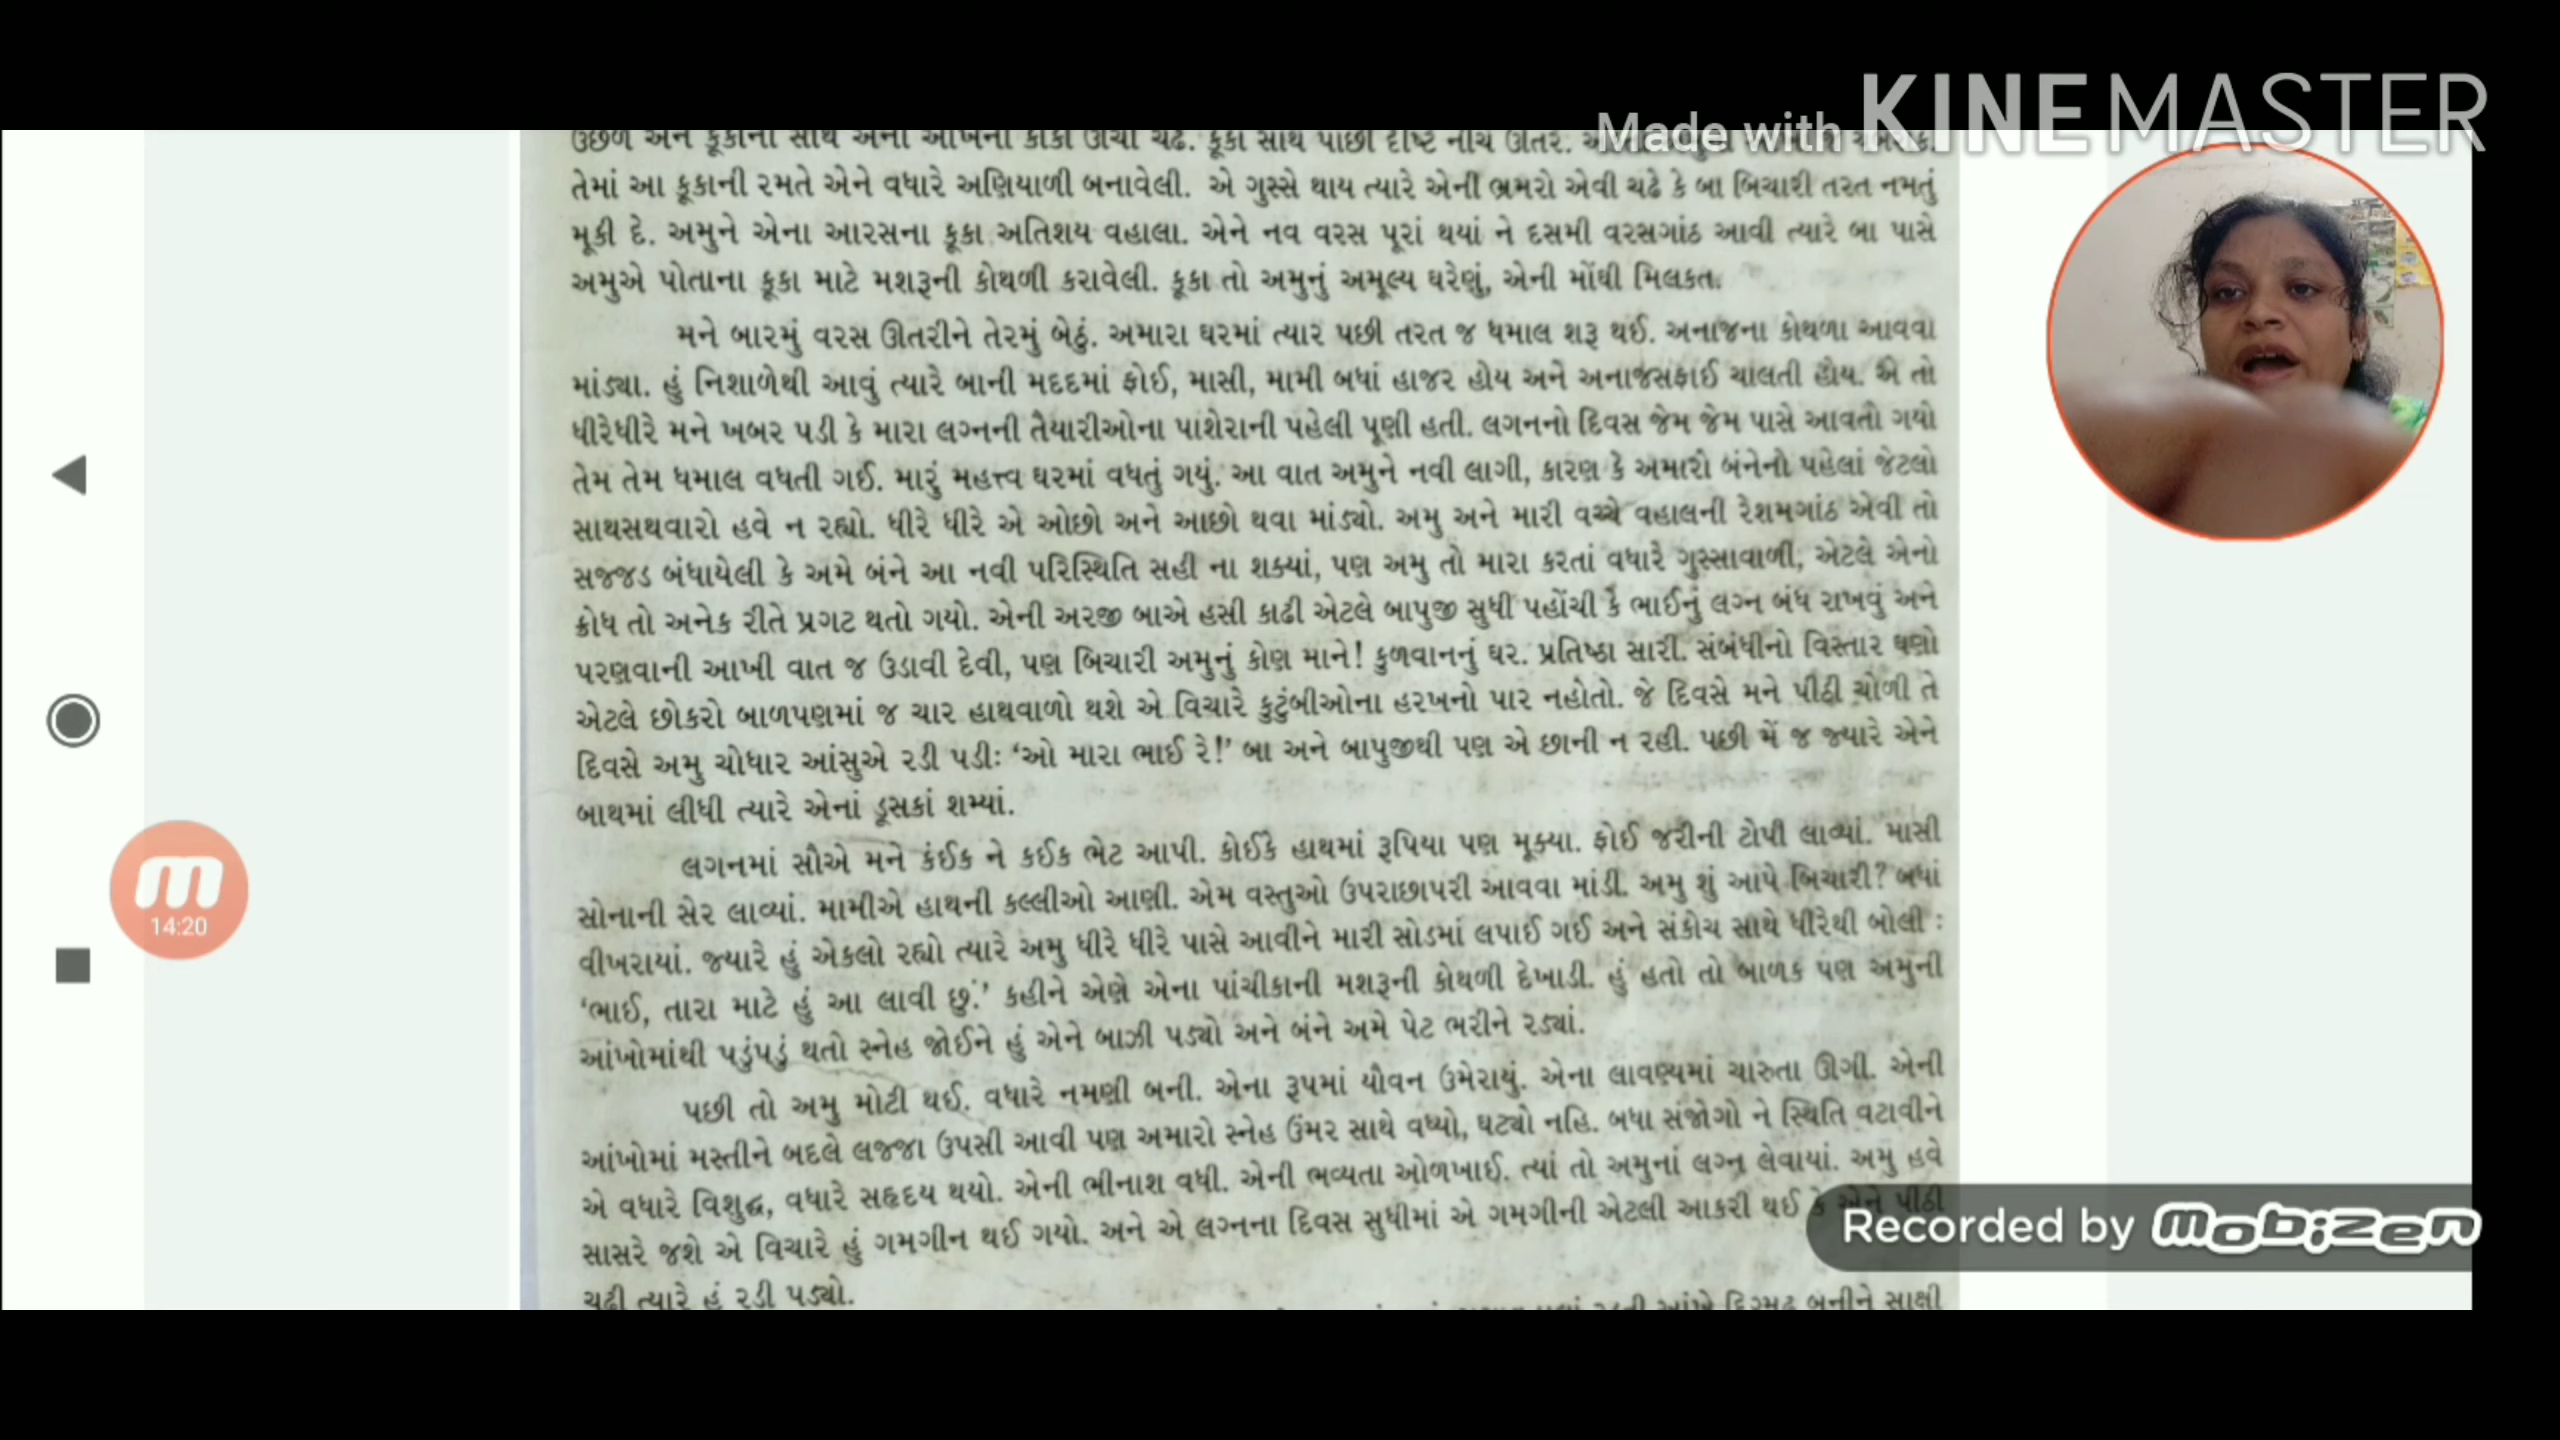 Made with KINEMASTER
ઉછળે અને કૂકાની સાથે એની આંખની કીકી ઊંચી ચઢે. કૂકા સાથે પાછી દૃષ્ટિ નીચે ઊતરે.
તેમાં આ કૂકાની રમતે એને વધારે અણિયાળી બનાવેલી. એ ગુસ્સે થાય ત્યારે એની ભ્રમરો એવી ચઢે કે બા બિચારી તરત નમતું
મૂકી દે. અમુને એના આરસના કૂકા અતિશય વહાલા. એને નવ વરસ પૂરાં થયાં ને દસમી વરસગાંઠ આવી ત્યારે બા પાસે
અમુએ પોતાના કૂકા માટે મશરૂની કોથળી કરાવેલી. કૂકા તો અમુનું અમૂલ્ય ઘરેણું, એની મોંઘી મિલકત.
મને બારમું વરસ ઊતરીને તેરમું બેઠું. અમારા ઘરમાં ત્યાર પછી તરત જ ધમાલ શરૂ થઈ. અનાજના કોથળા આવવા
માંડ્યા. હું નિશાળેથી આવું ત્યારે બાની મદદમાં ફોઈ, માસી, મામી બધાં હાજર હોય અને અનાજસફાઈ ચાલતી હોય. એ તો
ધીરેધીરે મને ખબર પડી કે મારા લગ્નની તૈયારીઓના પાશેરાની પહેલી પૂણી હતી. લગનનો દિવસ જેમ જેમ પાસે આવતો ગયો
તેમ તેમ ધમાલ વધતી ગઈ. મારું મહત્ત્વ ઘરમાં વધતું ગયું. આ વાત અમુને નવી લાગી, કારણ કે અમારો બંનેનો પહેલાં જેટલો
સાથસથવારો હવે ન રહ્યો. ધીરે ધીરે એ ઓછો અને આછો થવા માંડ્યો. અમુ અને મારી વચ્ચે વહાલની રેશમગાંઠ એવી તો
સજ્જડ બંધાયેલી કે અમે બંને આ નવી પરિસ્થિતિ સહી ના શક્યાં, પણ અમુ તો મારા કરતાં વધારે ગુસ્સાવાળી, એટલે એનો
ક્રોધ તો અનેક રીતે પ્રગટ થતો ગયો. એની અરજી બાએ હસી કાઢી એટલે બાપુજી સુધી પહોંચી કે ભાઈનું લગ્ન બંધ રાખવું અને
પરણવાની આખી વાત જ ઉડાવી દેવી, પણ બિચારી અમુનું કોણ માને! કુળવાનનું ઘર. પ્રતિષ્ઠા સારી. સંબંધીનો વિસ્તાર ઘણો
એટલે છોકરો બાળપણમાં જ ચાર હાથવાળો થશે એ વિચારે કુટુંબીઓના હરખનો પાર નહોતો. જે દિવસે મને પીઠી ચોળી તે
દિવસે અમુ ચોધાર આંસુએ રડી પડીઃ ‘ઓ મારા ભાઈ રે!’ બા અને બાપુજીથી પણ એ છાની ન રહી. પછી મેં જ જ્યારે એને
બાથમાં લીધી ત્યારે એનાં ડૂસકાં શમ્યાં.
લગનમાં સૌએ મને કંઈક ને કઈક ભેટ આપી. કોઈકે હાથમાં રૂપિયા પણ મૂક્યા. ફોઈ જરીની ટોપી લાવ્યાં. માસી
સોનાની સેર લાવ્યાં. મામીએ હાથની કલ્લીઓ આણી. એમ વસ્તુઓ ઉપરાછાપરી આવવા માંડી. અમુ શું આપે બિચારી? બધાં
વીખરાયાં. જ્યારે હું એકલો રહ્યો ત્યારે અમુ ધીરે ધીરે પાસે આવીને મારી સોડમાં લપાઈ ગઈ અને સંકોચ સાથે ધીરેથી બોલી :
‘ભાઈ, તારા માટે હું આ લાવી છું.’ કહીને એણે એના પાંચીકાની મશરૂની કોથળી દેખાડી. હું હતો તો બાળક પણ અમુની
આંખોમાંથી પડુંપડું થતો સ્નેહ જોઈને હું એને બાઝી પડ્યો અને બંને અમે પેટ ભરીને રડ્યાં.
પછી તો અમુ મોટી થઈ. વધારે નમણી બની. એના રૂપમાં યૌવન ઉમેરાયું. એના લાવણ્યમાં ચારુતા ઊગી. એની
આંખોમાં મસ્તીને બદલે લજ્જા ઉપસી આવી પણ અમારો સ્નેહ ઉંમર સાથે વધ્યો, ઘટ્યો નહિ. બધા સંજોગો ને સ્થિતિ વટાવીને
એ વધારે વિશુદ્ધ, વધારે સહૃદય થયો. એની ભીનાશ વધી. એની ભવ્યતા ઓળખાઈ. ત્યાં તો અમુનાં લગ્ન લેવાયાં. અમુ હવે
સાસરે જશે એ વિચારે હું ગમગીન થઈ ગયો. અને એ લગ્નના દિવસ સુધીમાં એ ગમગીની એટલી આકરી થઈ કે એને પીઠી
ચઢી ત્યારે હું રડી પડ્યો.
આંખે દિગ્મૂઢ બનીને સાક્ષી
14:20
Recorded by mobizen